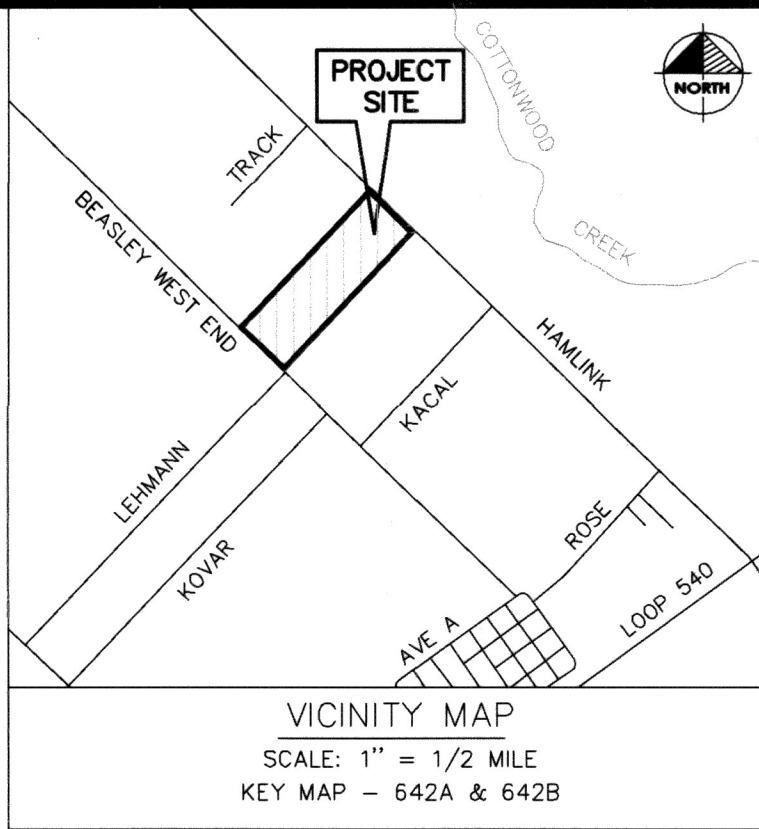 PROJECT
SITE
COTTONWOOD
CREEK
NORTH
TRACK
BEASLEY WEST END
HAMLINK
KACAL
LEHMANN
KOVAR
ROSE
LOOP 540
AVE A
VICINITY MAP
SCALE: 1" = 1/2 MILE
KEY MAP – 642A & 642B